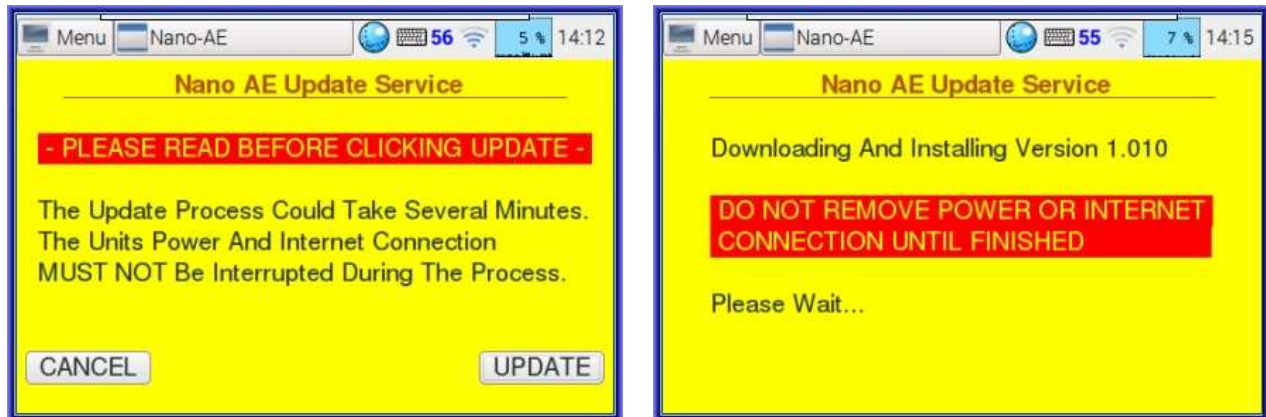 Menu Nano-AE 56 5 % 14:12
Nano AE Update Service
- PLEASE READ BEFORE CLICKING UPDATE -
The Update Process Could Take Several Minutes.
The Units Power And Internet Connection
MUST NOT Be Interrupted During The Process.
CANCEL UPDATE
Menu Nano-AE 55 7 % 14:15
Nano AE Update Service
Downloading And Installing Version 1.010
DO NOT REMOVE POWER OR INTERNET
CONNECTION UNTIL FINISHED
Please Wait...